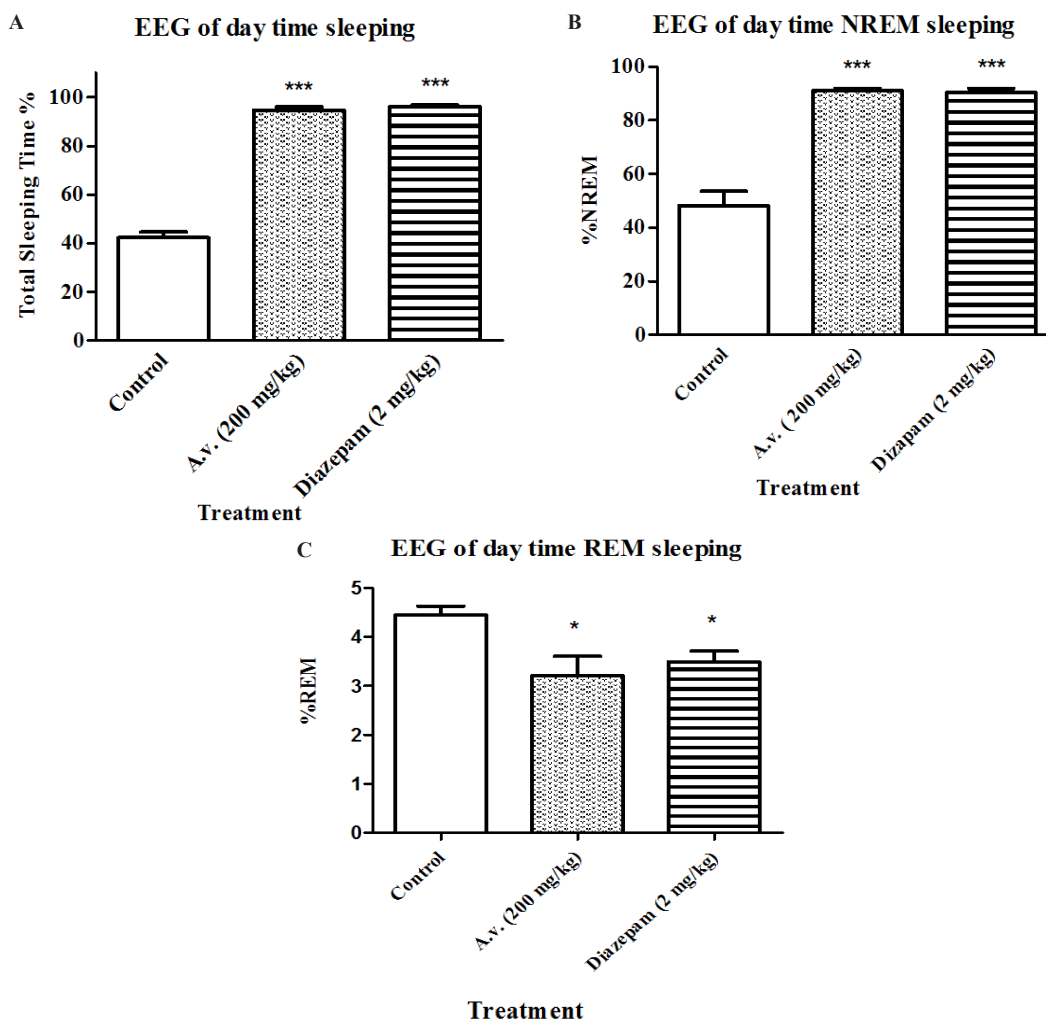 A
EEG of day time sleeping
Total Sleeping Time %
100
80
60
40
20
0
***
***
Control
A.v. (200 mg/kg)
Diazepam (2 mg/kg)
Treatment
B
EEG of day time NREM sleeping
%NREM
100
80
60
40
20
0
***
***
Control
A.v. ( 200 mg/kg)
Dizapam (2 mg/kg)
Treatment
C
EEG of day time REM sleeping
%REM
5
4
3
2
1
0
*
*
Control
A.v. (200 mg/kg)
Diazepam (2 mg/kg)
Treatment